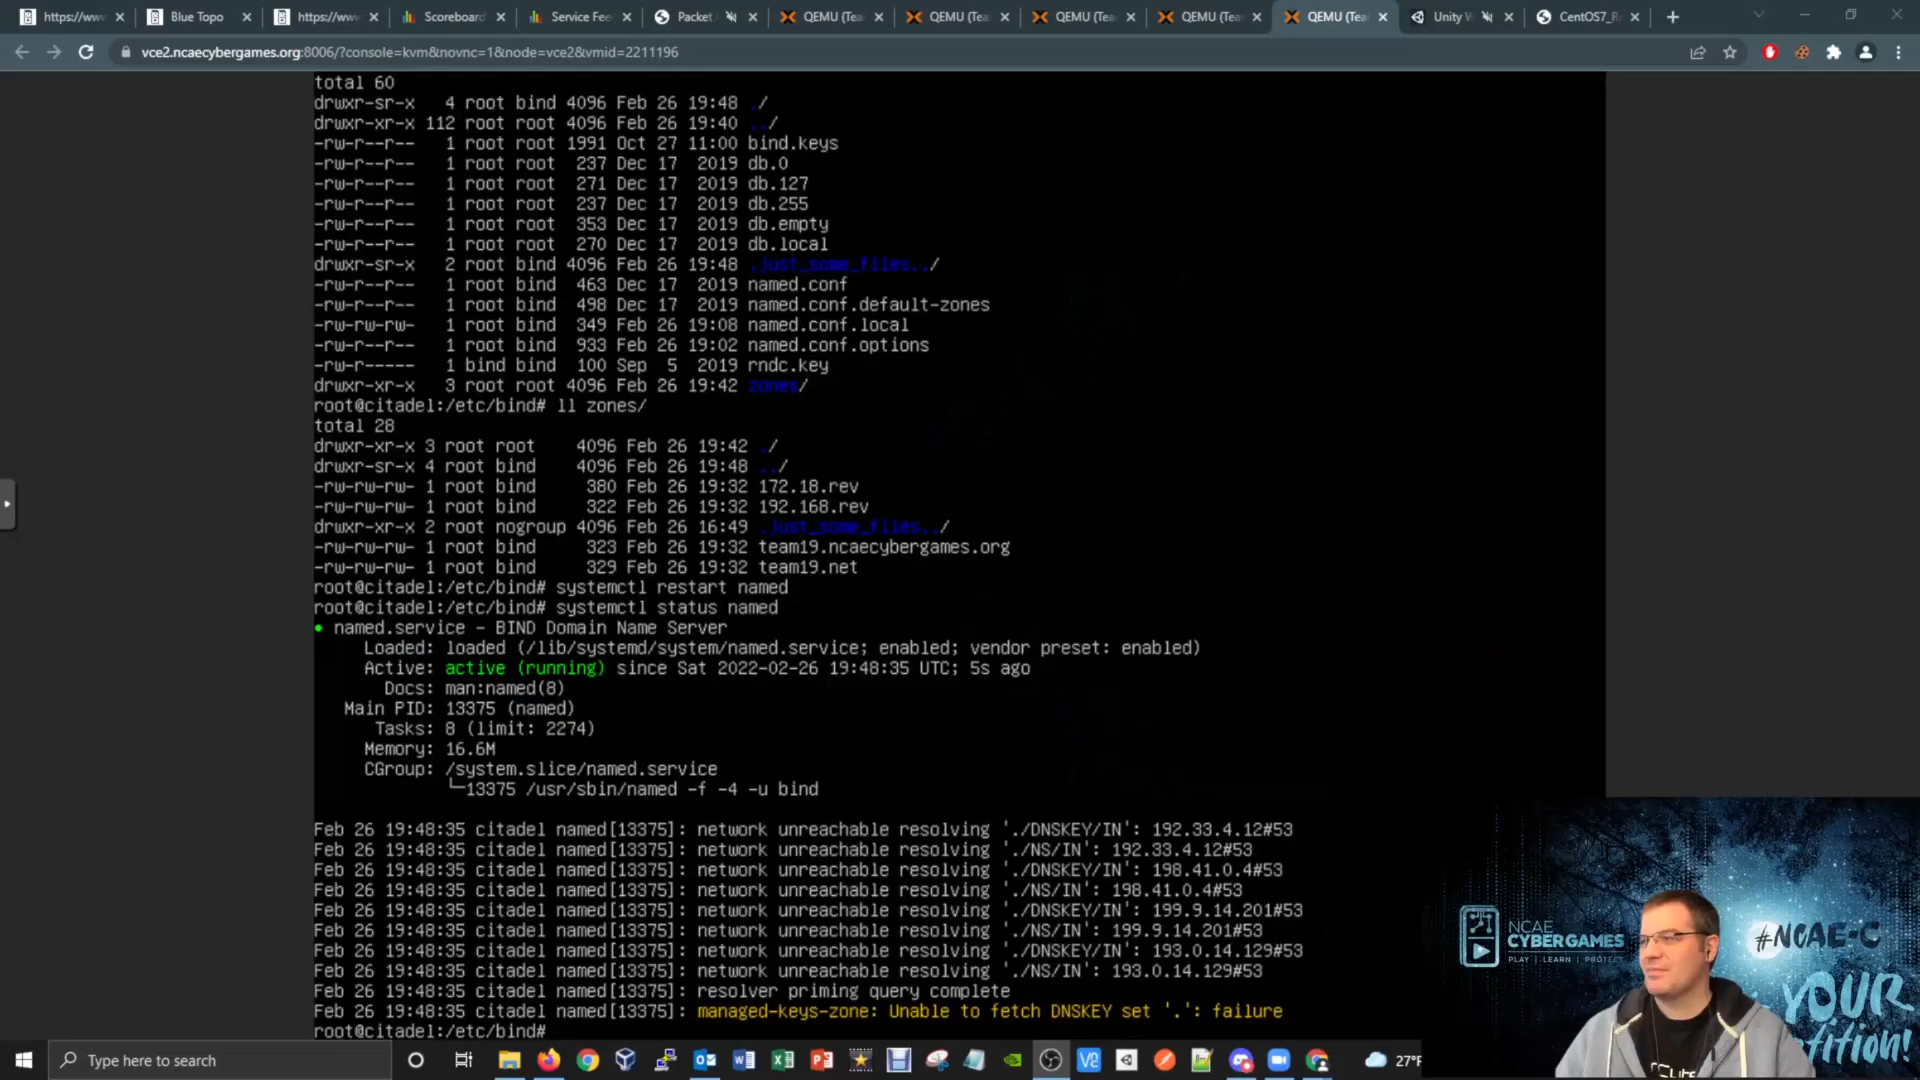 https://www
Blue Topo
https://www
Scoreboard
Service Fee
Packet
QEMU (Tea
QEMU (Tea
QEMU (Tea
QEMU (Tea
QEMU (Tea
Unity W
CentOS7_R
vce2.ncaecybergames.org:8006/?console=kvm&novnc=1&node=vce2&vmid=2211196
total 60
drwxr-sr-x 4 root bind 4096 Feb 26 19:48 ./
drwxr-xr-x 112 root root 4096 Feb 26 19:40 ../
-rw-r--r-- 1 root root 1991 Oct 27 11:00 bind.keys
-rw-r--r-- 1 root root 237 Dec 17 2019 db.0
-rw-r--r-- 1 root root 271 Dec 17 2019 db.127
-rw-r--r-- 1 root root 237 Dec 17 2019 db.255
-rw-r--r-- 1 root root 353 Dec 17 2019 db.empty
-rw-r--r-- 1 root root 270 Dec 17 2019 db.local
drwxr-sr-x 2 root bind 4096 Feb 26 19:48 .just_some_files../
-rw-r--r-- 1 root bind 463 Dec 17 2019 named.conf
-rw-r--r-- 1 root bind 498 Dec 17 2019 named.conf.default-zones
-rw-rw-rw- 1 root bind 349 Feb 26 19:08 named.conf.local
-rw-r--r-- 1 root bind 933 Feb 26 19:02 named.conf.options
-rw-r----- 1 bind bind 100 Sep 5 2019 rndc.key
drwxr-xr-x 3 root root 4096 Feb 26 19:42 zones/
root@citadel:/etc/bind# ll zones/
total 28
drwxr-xr-x 3 root root 4096 Feb 26 19:42 ./
drwxr-sr-x 4 root bind 4096 Feb 26 19:48 ../
-rw-rw-rw- 1 root bind 380 Feb 26 19:32 172.18.rev
-rw-rw-rw- 1 root bind 322 Feb 26 19:32 192.168.rev
drwxr-xr-x 2 root nogroup 4096 Feb 26 16:49 .just_some_files../
-rw-rw-rw- 1 root bind 323 Feb 26 19:32 team19.ncaecybergames.org
-rw-rw-rw- 1 root bind 329 Feb 26 19:32 team19.net
root@citadel:/etc/bind# systemctl restart named
root@citadel:/etc/bind# systemctl status named
● named.service - BIND Domain Name Server
Loaded: loaded (/lib/systemd/system/named.service; enabled; vendor preset: enabled)
Active: active (running) since Sat 2022-02-26 19:48:35 UTC; 5s ago
Docs: man:named(8)
Main PID: 13375 (named)
Tasks: 8 (limit: 2274)
Memory: 16.6M
CGroup: /system.slice/named.service
└─13375 /usr/sbin/named -f -4 -u bind
Feb 26 19:48:35 citadel named[13375]: network unreachable resolving './DNSKEY/IN': 192.33.4.12#53
Feb 26 19:48:35 citadel named[13375]: network unreachable resolving './NS/IN': 192.33.4.12#53
Feb 26 19:48:35 citadel named[13375]: network unreachable resolving './DNSKEY/IN': 198.41.0.4#53
Feb 26 19:48:35 citadel named[13375]: network unreachable resolving './NS/IN': 198.41.0.4#53
Feb 26 19:48:35 citadel named[13375]: network unreachable resolving './DNSKEY/IN': 199.9.14.201#53
Feb 26 19:48:35 citadel named[13375]: network unreachable resolving './NS/IN': 199.9.14.201#53
Feb 26 19:48:35 citadel named[13375]: network unreachable resolving './DNSKEY/IN': 193.0.14.129#53
Feb 26 19:48:35 citadel named[13375]: network unreachable resolving './NS/IN': 193.0.14.129#53
Feb 26 19:48:35 citadel named[13375]: resolver priming query complete
Feb 26 19:48:35 citadel named[13375]: managed-keys-zone: Unable to fetch DNSKEY set '.': failure
root@citadel:/etc/bind#
NCAE
CYBERGAMES
PLAY | LEARN | PROTECT
#NCAE-C
YOUR
Type here to search
27°F